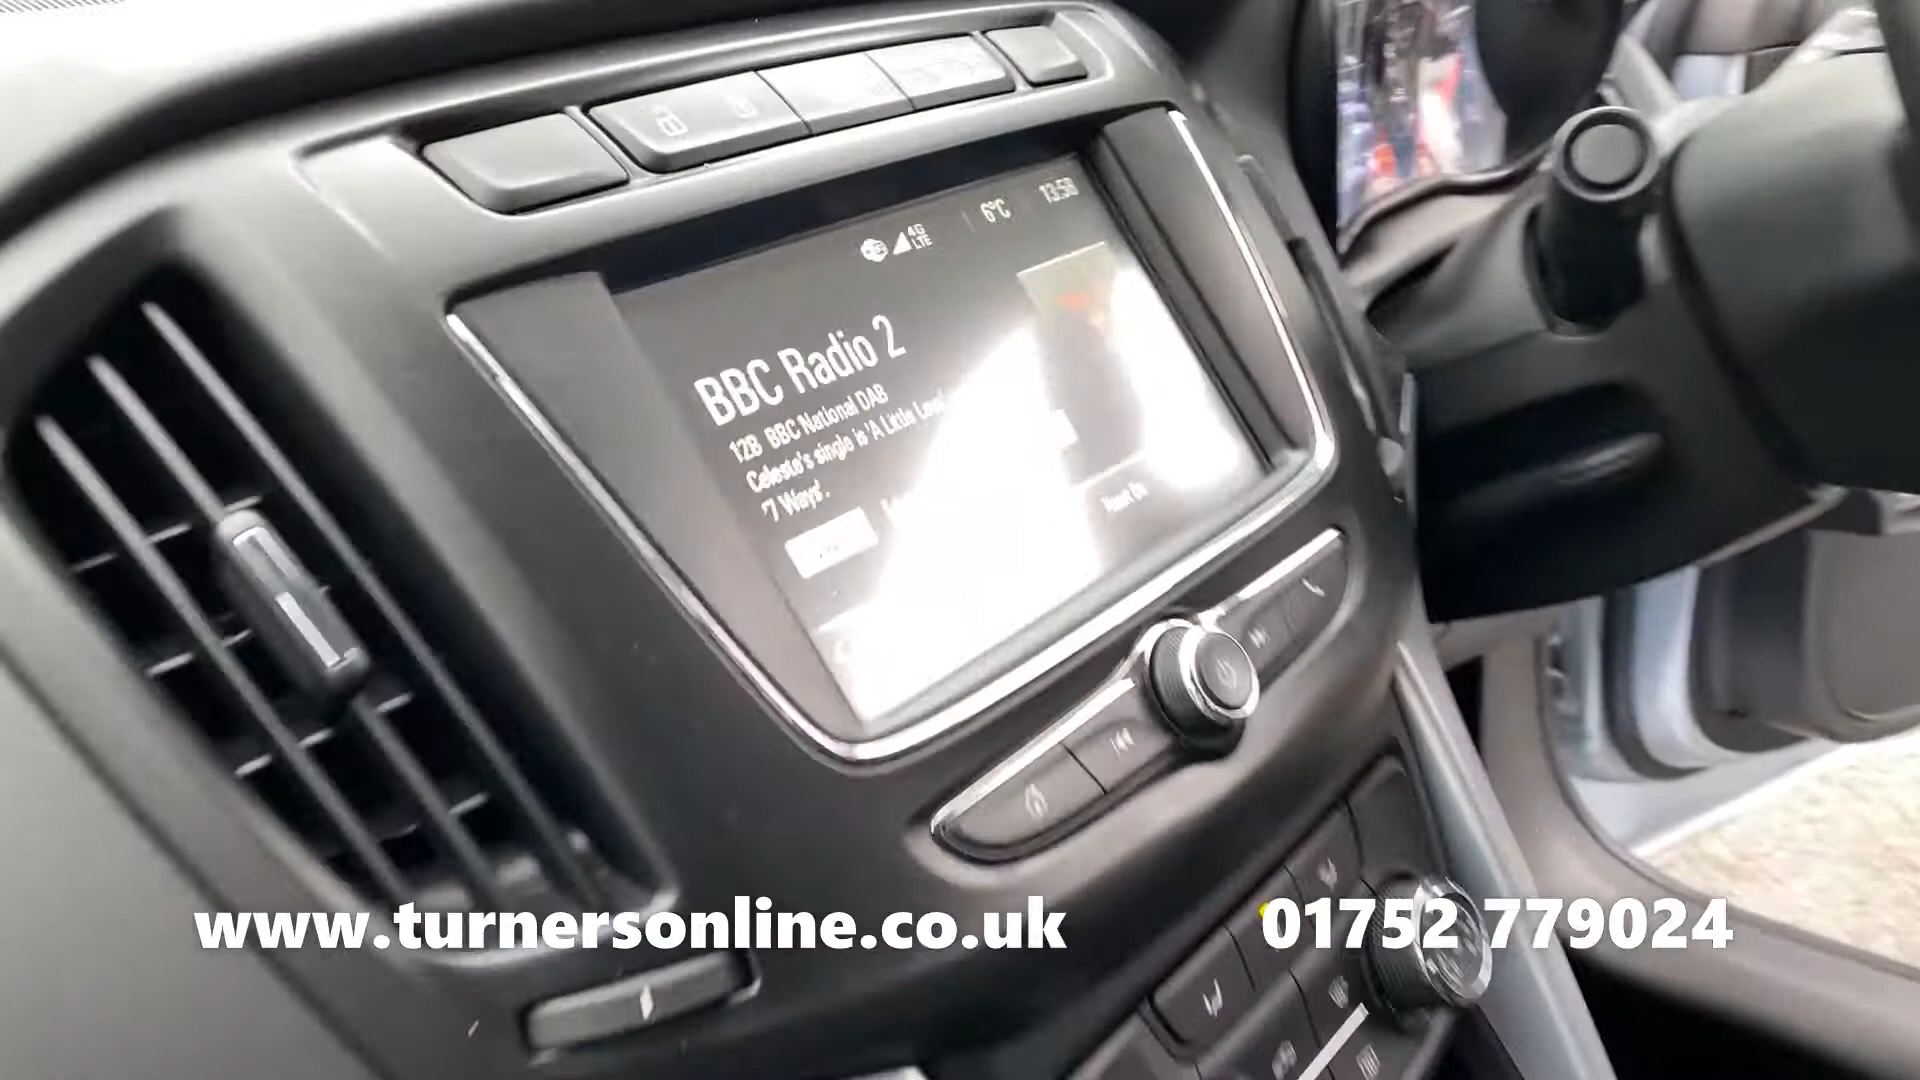 13:58
6°C
4G
LTE
BBC Radio 2
12B BBC National DAB
Celeste's single is 'A Little Love'
'7 Ways'.
www.turnersonline.co.uk 01752 779024